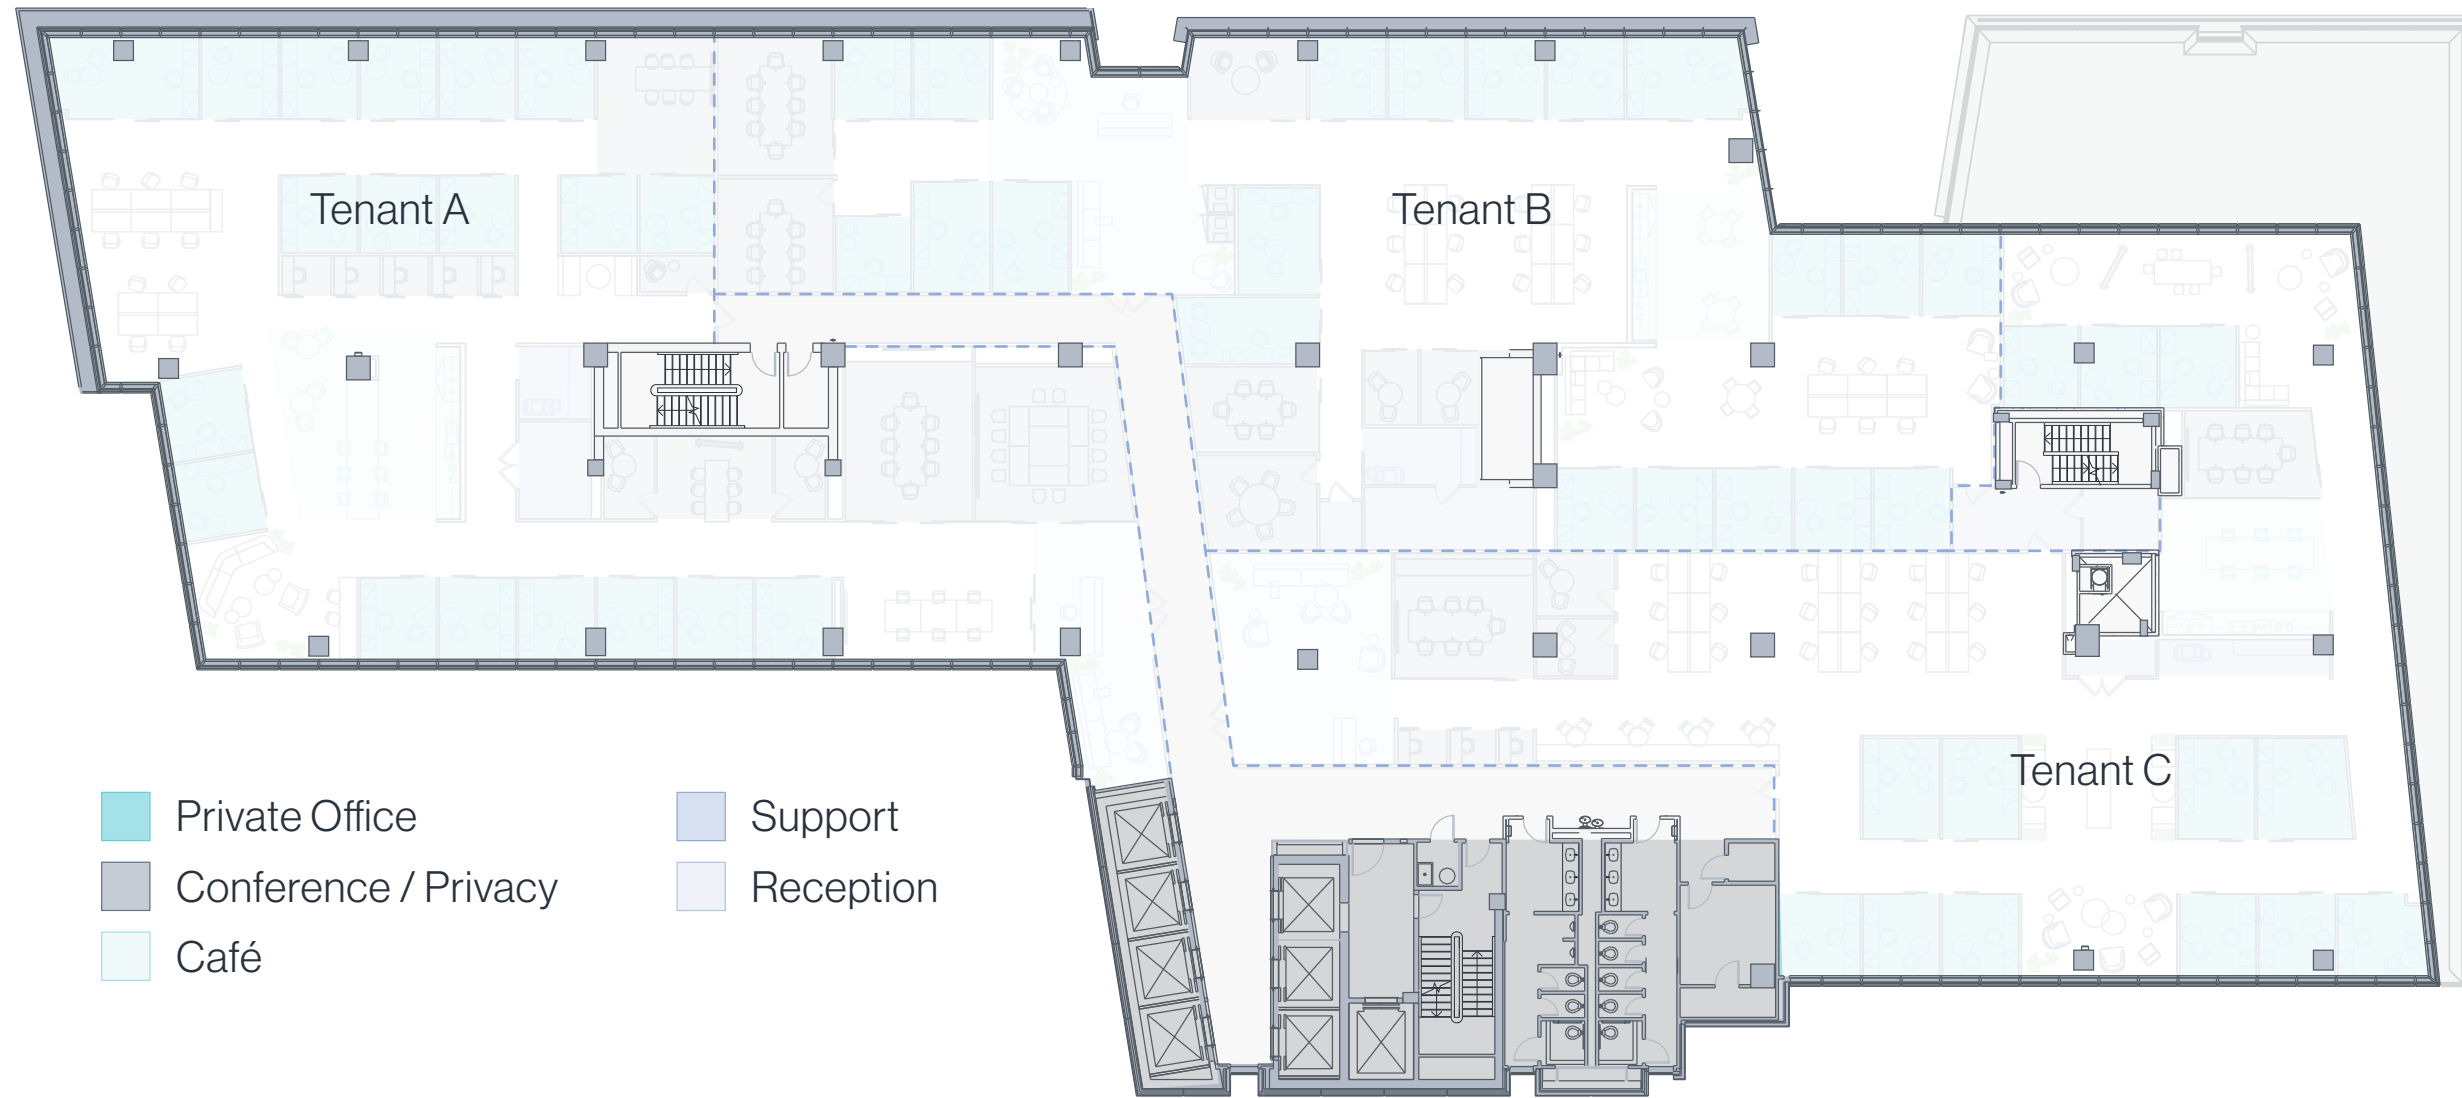 Tenant A
Tenant B
Tenant C
Private Office
Conference / Privacy
Café
Support
Reception